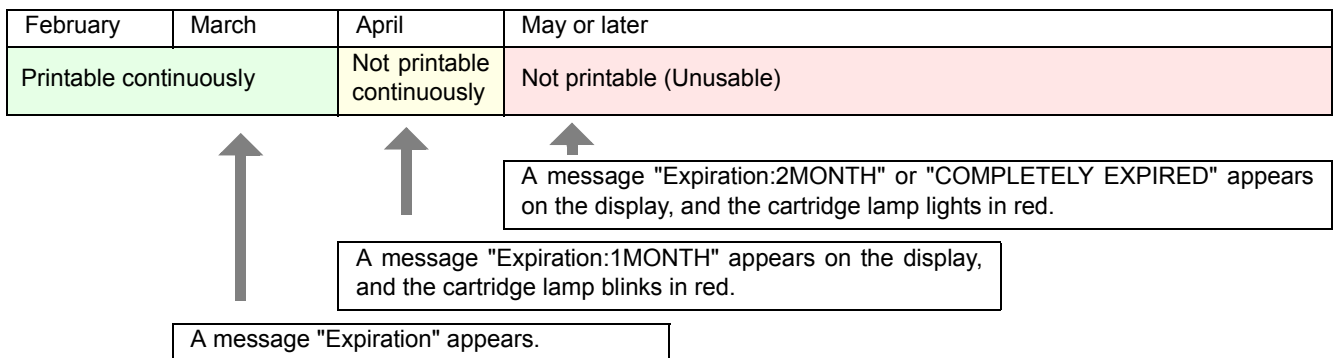 February March April May or later
Printable continuously
Not printable
continuously
Not printable (Unusable)
A message "Expiration:2MONTH" or "COMPLETELY EXPIRED" appears
on the display, and the cartridge lamp lights in red.
A message "Expiration:1MONTH" appears on the display,
and the cartridge lamp blinks in red.
A message "Expiration" appears.